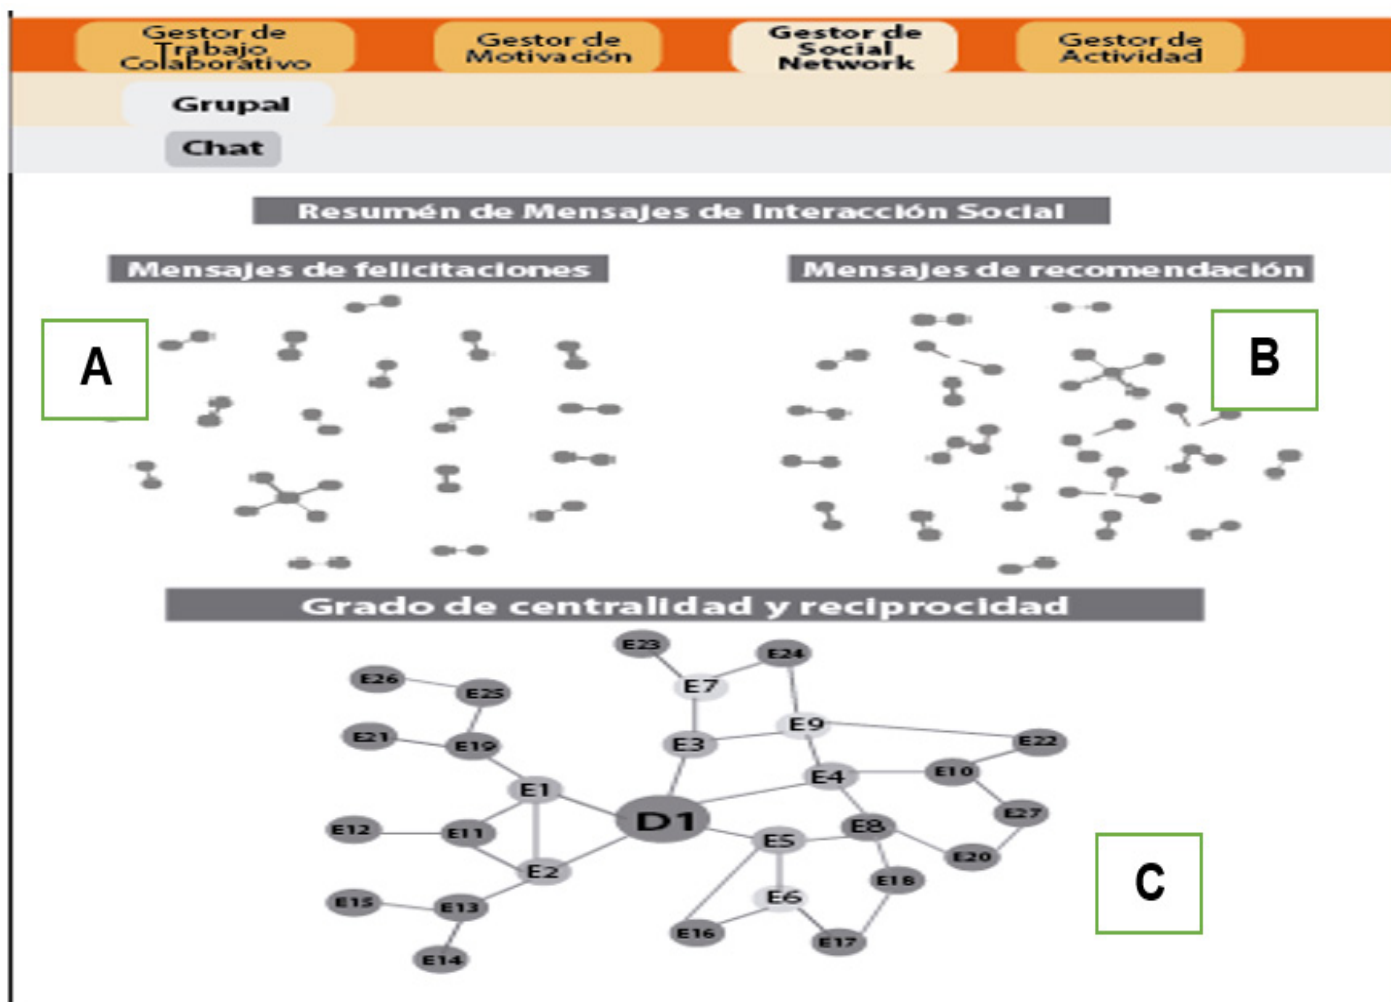 Gestor de
Trabajo
Colaborativo
Gestor de
Motivación
Gestor de
Social
Network
Gestor de
Actividad
Grupal
Chat
Resumén de Mensajes de Interacción Social
Mensajes de felicitaciones
Mensajes de recomendación
A
B
Grado de centralidad y reciprocidad
E23
E24
E26
E25
E7
E21
E19
E3
E9
E22
E1
E4
E10
E12
E11
D1
E5
E8
E27
E2
E20
E15
E13
E6
E18
E16
E17
E14
C